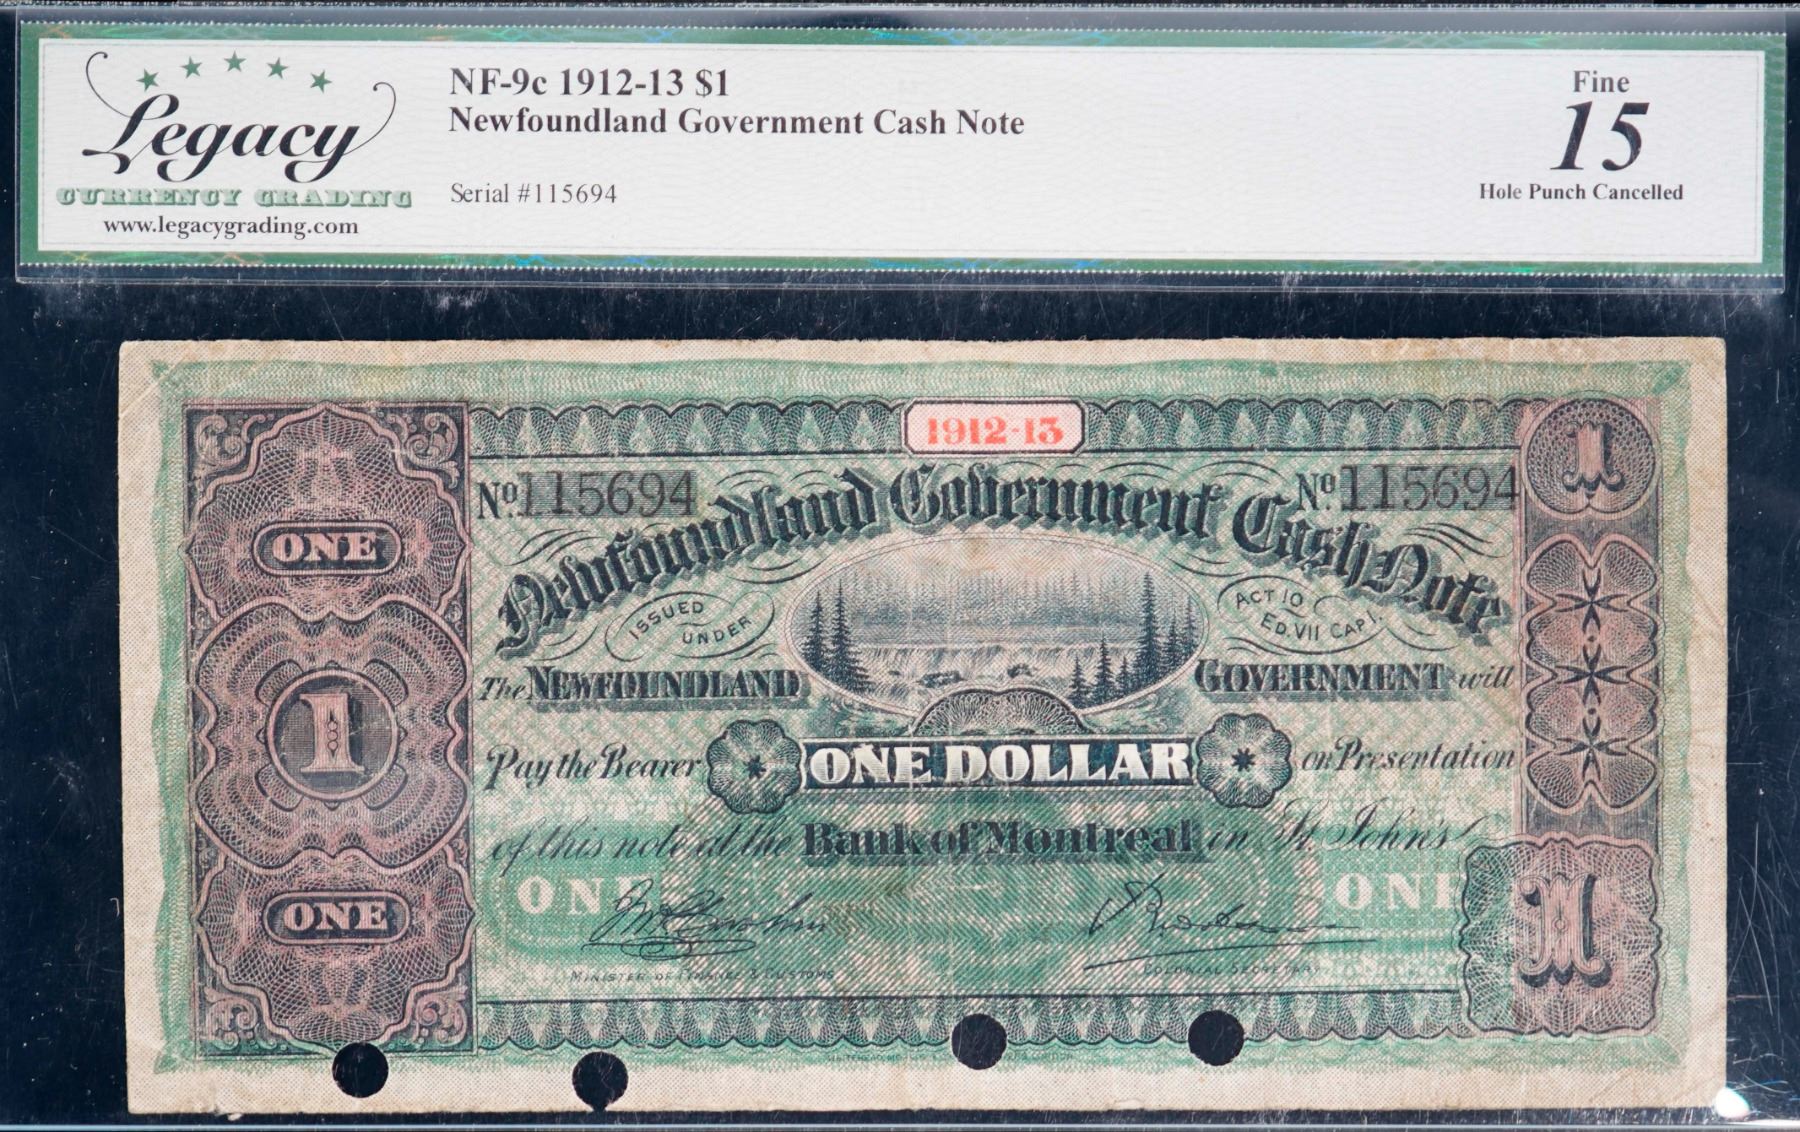 Legacy
CURRENCY GRADING
www.legacygrading.com
NF-9c 1912-13 $1
Newfoundland Government Cash Note
Serial #115694
Fine
15
Hole Punch Cancelled
1912-13
No 115694
No 115694
Newfoundland Government Cash Note
ISSUED UNDER
ACT 10 ED. VII CAP 1.
The NEWFOUNDLAND GOVERNMENT will
Pay the Bearer ONE DOLLAR on Presentation
of this note at the Bank of Montreal in St. John's
ONE
1
ONE
1
1
ONE
ONE
MINISTER OF FINANCE & CUSTOMS
COLONIAL SECRETARY